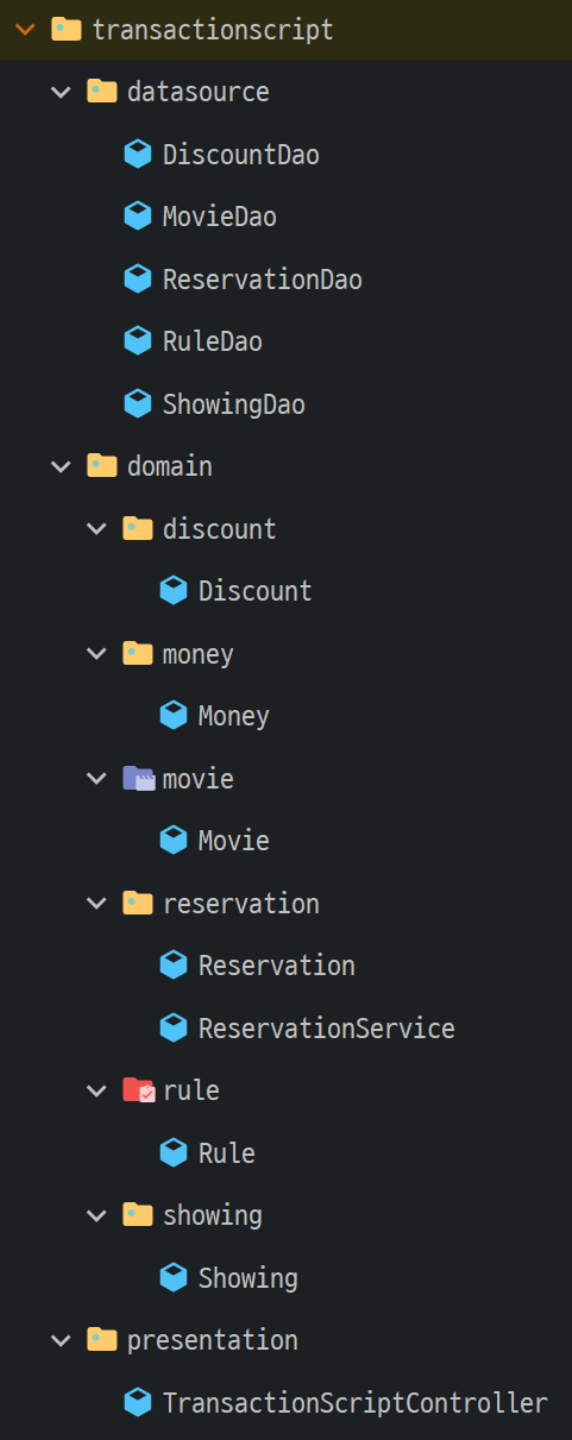 transactionscript
datasource
DiscountDao
MovieDao
ReservationDao
RuleDao
ShowingDao
domain
discount
Discount
money
Money
movie
Movie
reservation
Reservation
ReservationService
rule
Rule
showing
Showing
presentation
TransactionScriptController